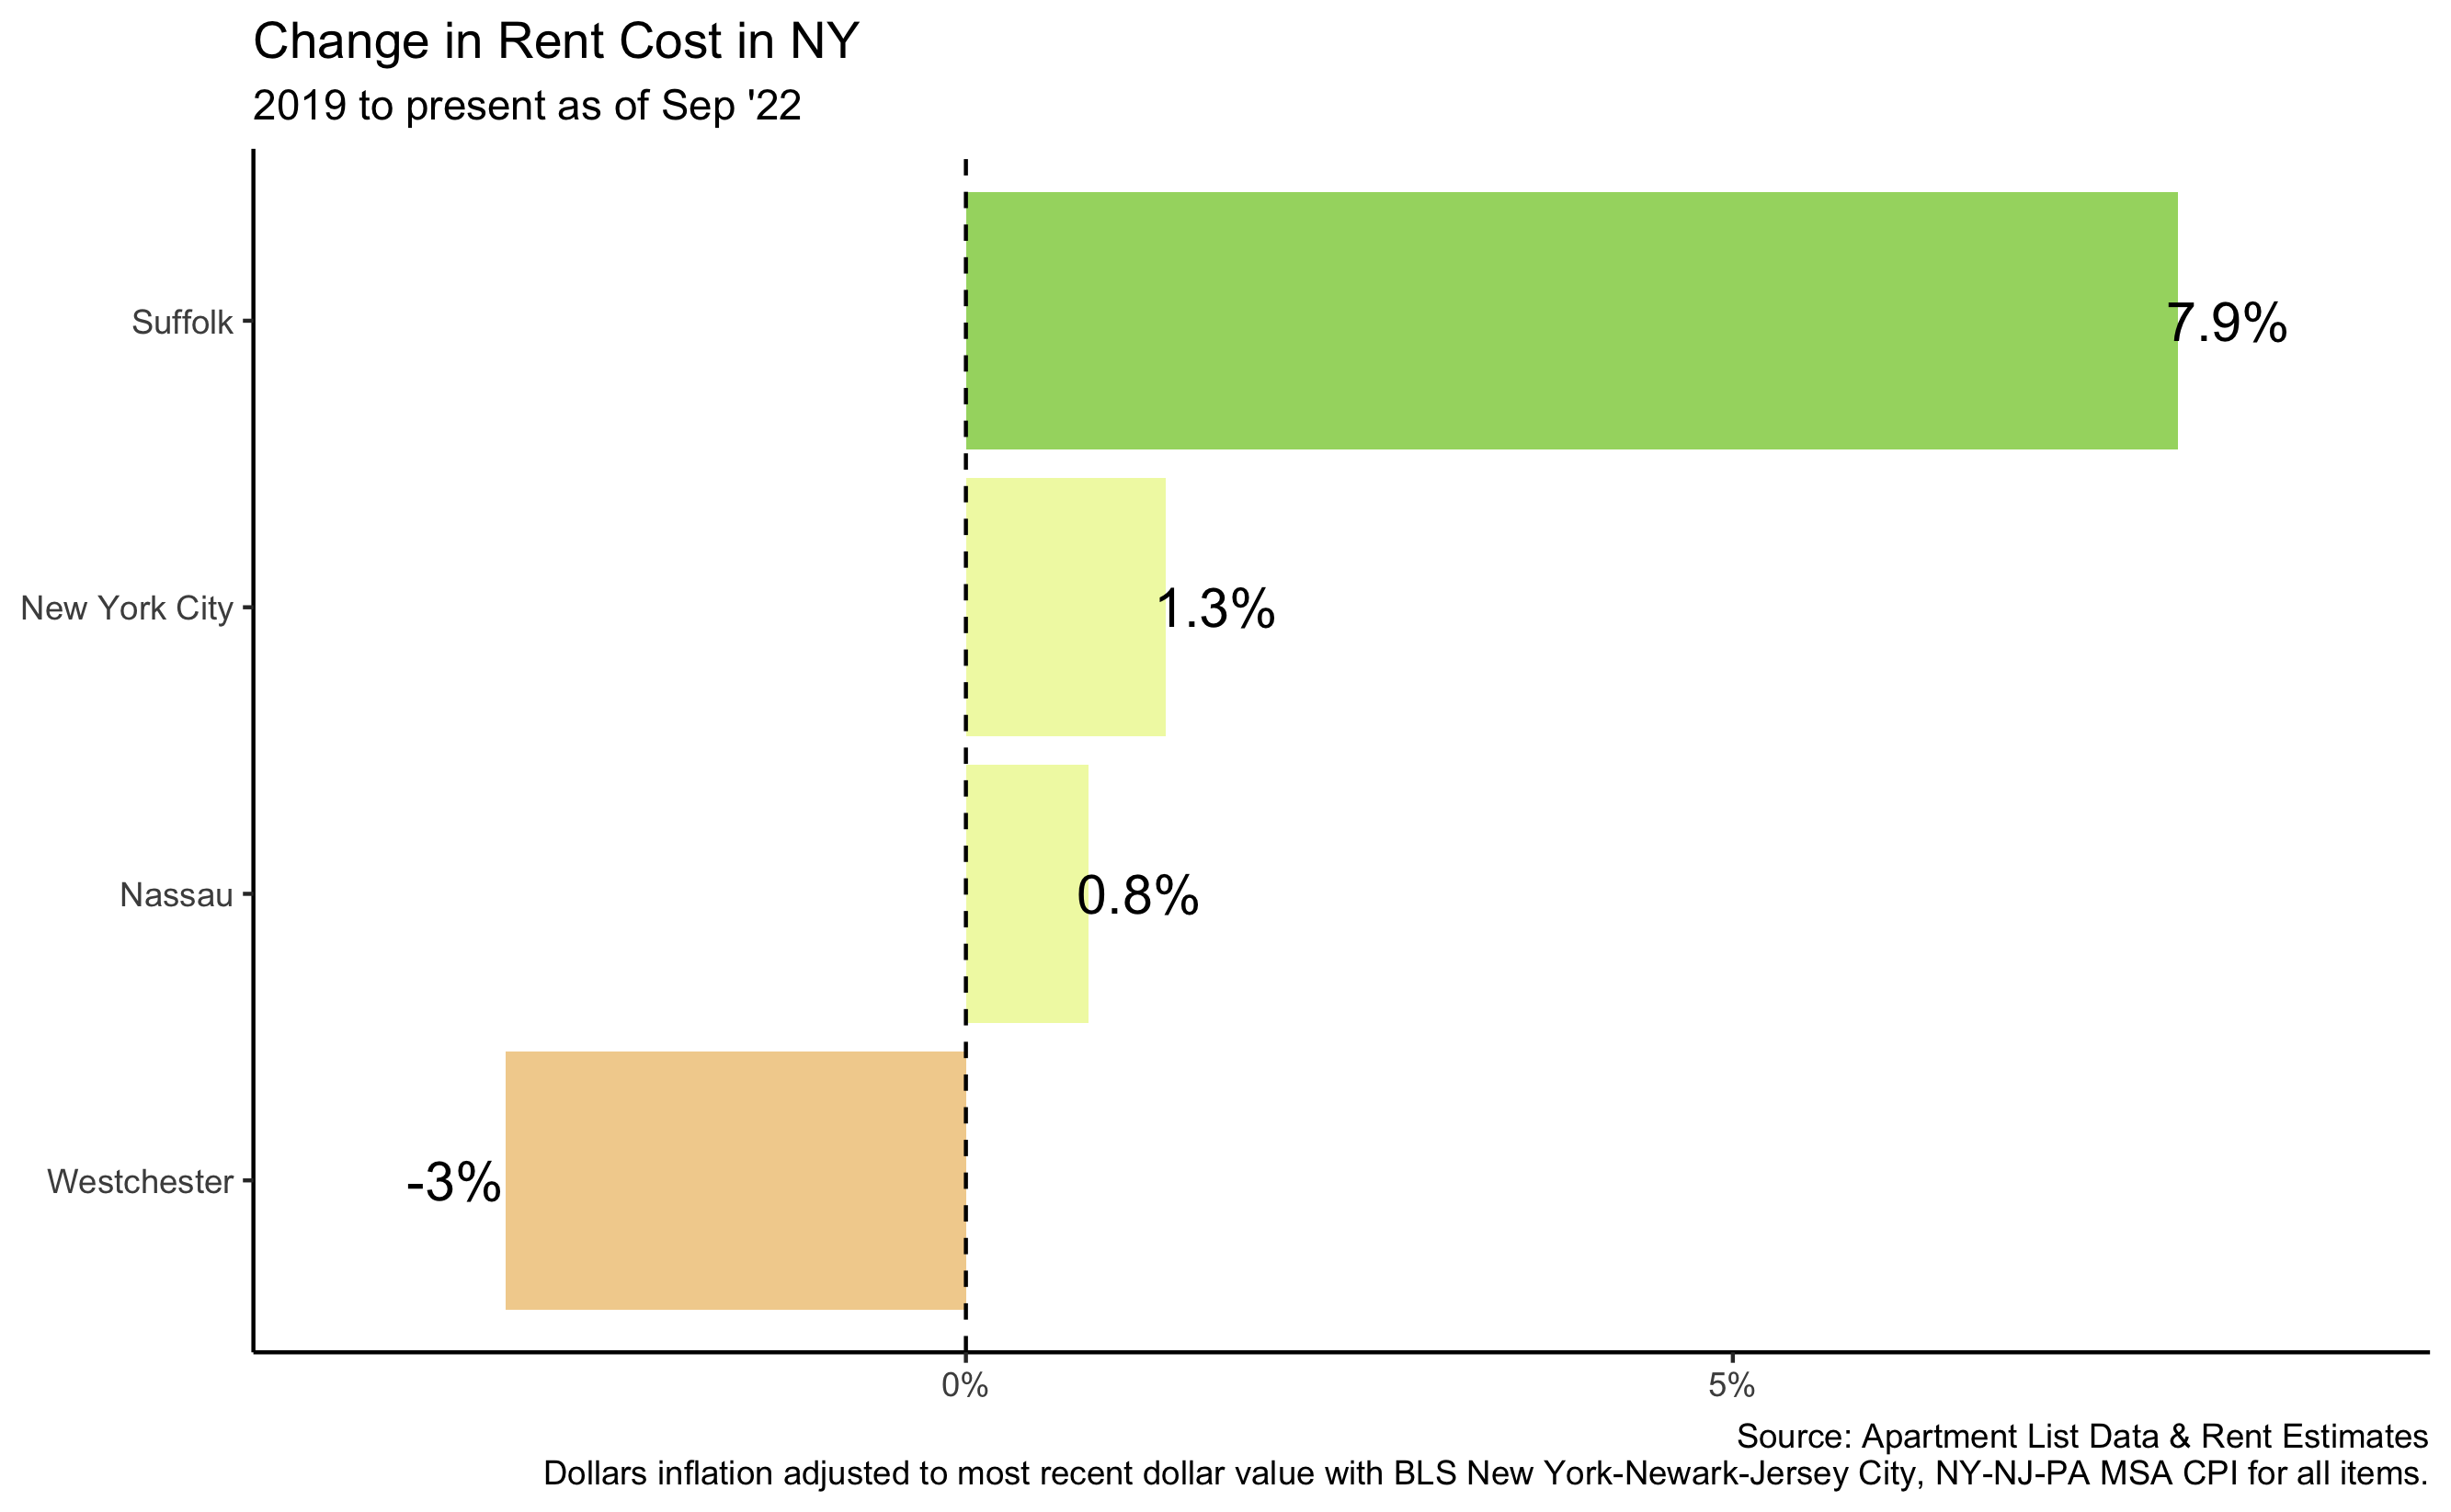 Change in Rent Cost in NY
2019 to present as of Sep '22
Suffolk
7.9%
New York City
1.3%
Nassau
0.8%
Westchester
-3%
0%
5%
Source: Apartment List Data & Rent Estimates
Dollars inflation adjusted to most recent dollar value with BLS New York-Newark-Jersey City, NY-NJ-PA MSA CPI for all items.